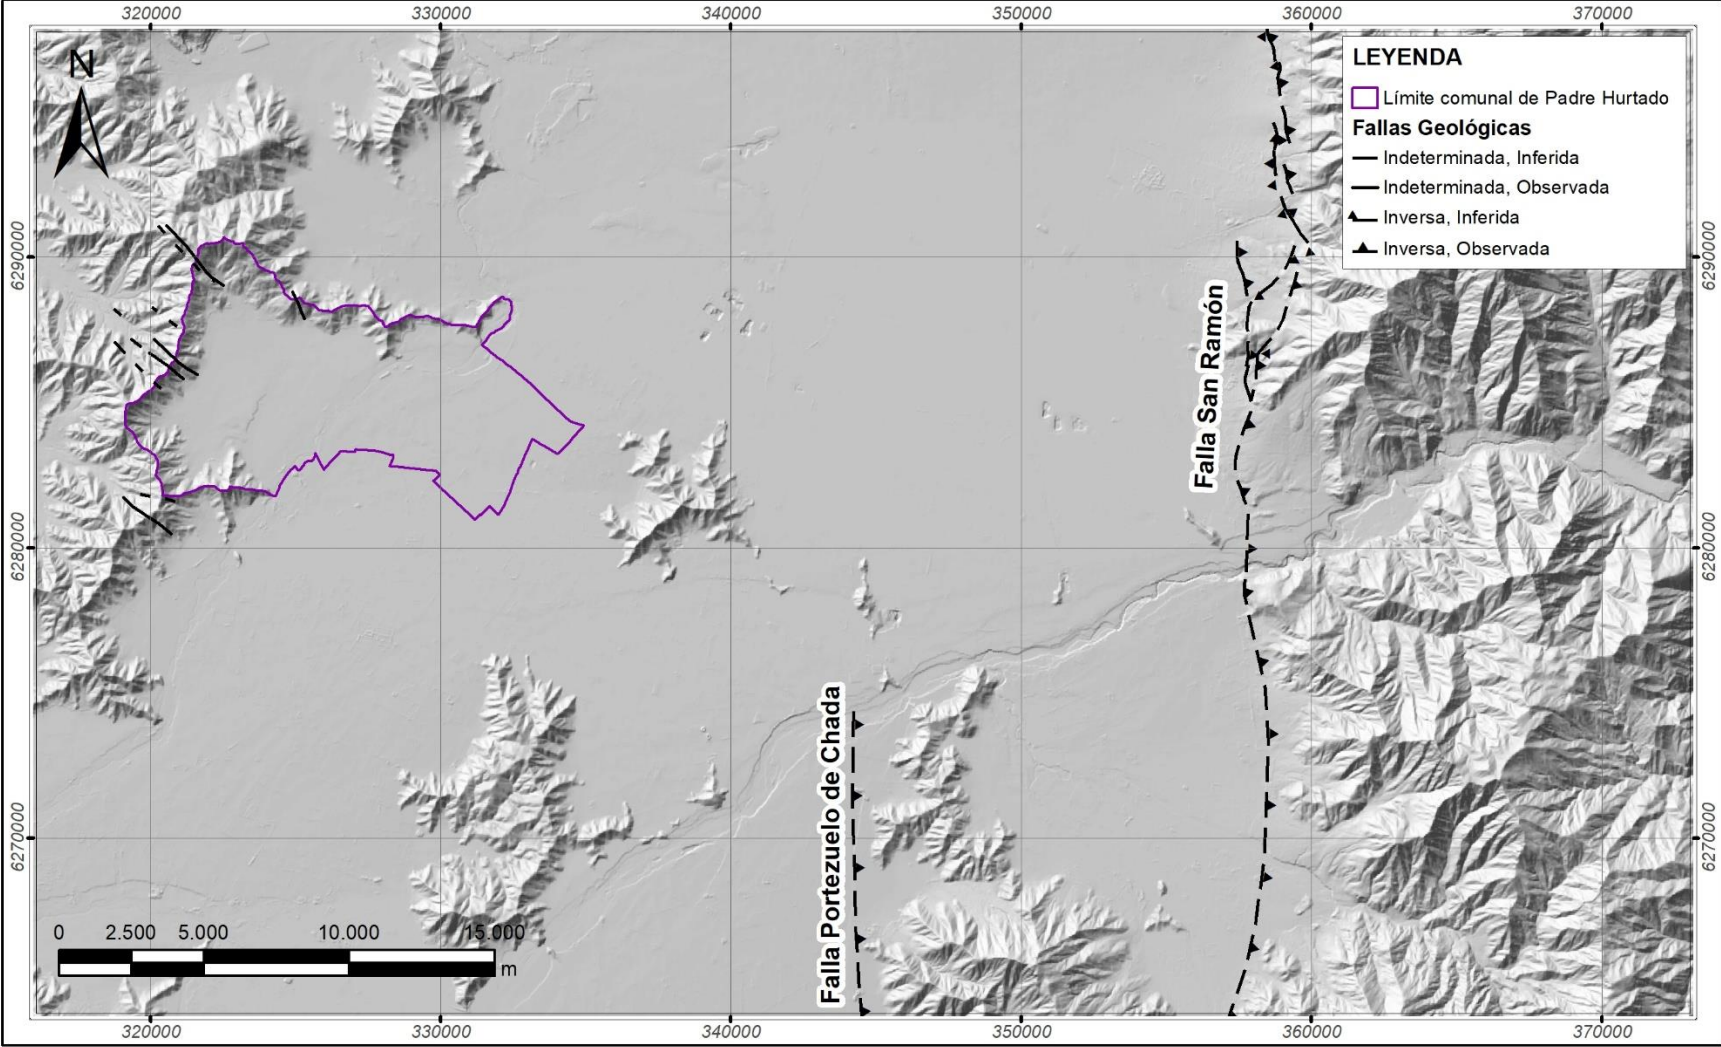 320000 330000 340000 350000 360000 370000
N
LEYENDA
Límite comunal de Padre Hurtado
Fallas Geológicas
Indeterminada, Inferida
Indeterminada, Observada
Inversa, Inferida
Inversa, Observada
6290000 6290000
Falla San Ramón
6280000 6280000
Falla Portezuelo de Chada
6270000 6270000
0 2.500 5.000 10.000 15.000
m
320000 330000 340000 350000 360000 370000